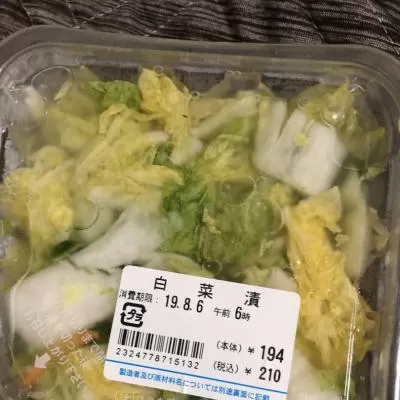 白菜漬
消費期限: 19.8.6 午前 6時
プラ
(本体) ¥ 194
(税込) ¥ 210
2324778715132
製造者及び原材料名については別途裏面に記載